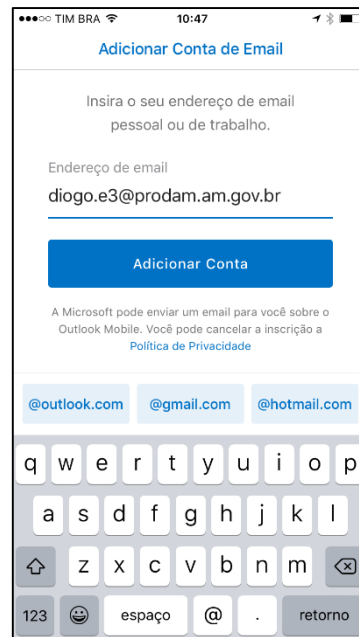 TIM BRA 10:47
Adicionar Conta de Email
Insira o seu endereço de email
pessoal ou de trabalho.
Endereço de email
diogo.e3@prodam.am.gov.br
Adicionar Conta
A Microsoft pode enviar um email para você sobre o
Outlook Mobile. Você pode cancelar a inscrição a
Política de Privacidade
@outlook.com @gmail.com @hotmail.com
q w e r t y u i o p
a s d f g h j k l
z x c v b n m
123 espaço @ . retorno